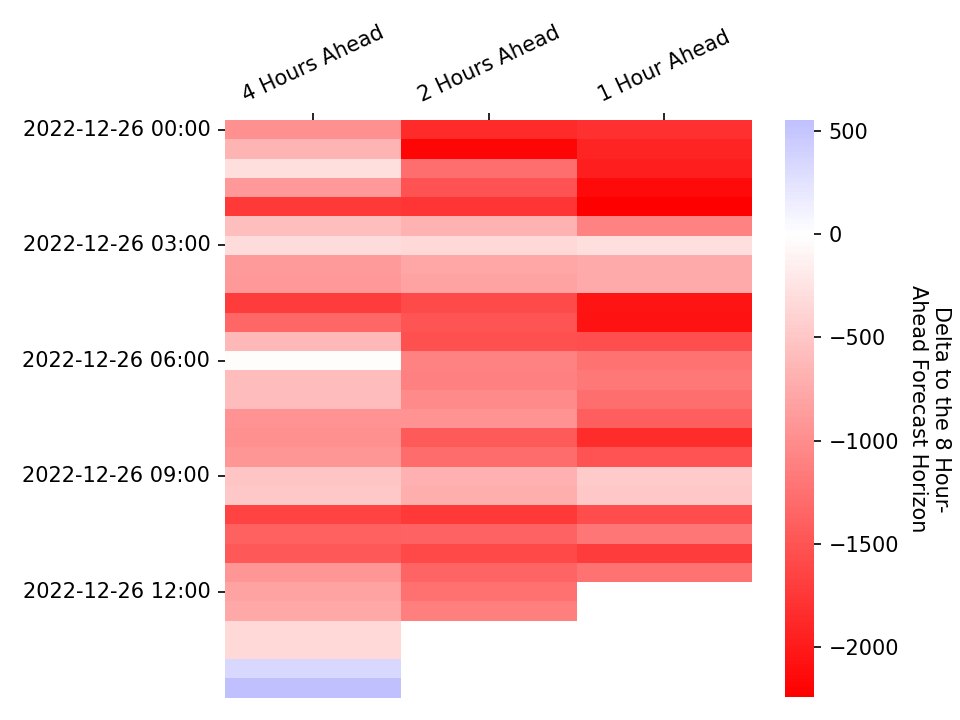 4 Hours Ahead
2 Hours Ahead
1 Hour Ahead
2022-12-26 00:00
2022-12-26 03:00
2022-12-26 06:00
2022-12-26 09:00
2022-12-26 12:00
500
0
−500
−1000
−1500
−2000
Delta to the 8 Hour-
Ahead Forecast Horizon